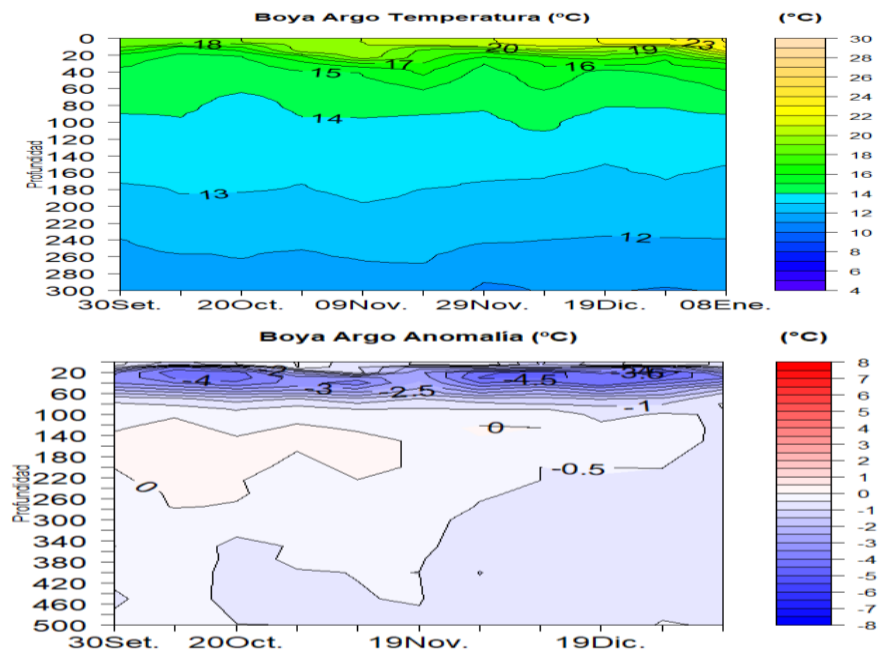 Boya Argo Temperatura (ºC) (ºC)
0 18 20 19 23 30
20 17 28
40 15 16 26
60 24
80 22
100 14 20
120
140 18
160 16
180 13 14
200
220 12
240 12 10
260 8
280 6
300 4
30Set. 20Oct. 09Nov. 29Nov. 19Dic. 08Ene.
Profundidad
Boya Argo Anomalía (ºC) (ºC)
20 -4 -2 -3 -2.5 -4.5 8
60 -1 7
100 0 6
140 5
180 -0.5 4
220 0 3
260 2
300 1
340 0
380 -1
420 -2
460 -3
500 -4
-5
-6
-7
-8
30Set. 20Oct. 19Nov. 19Dic.
Profundidad